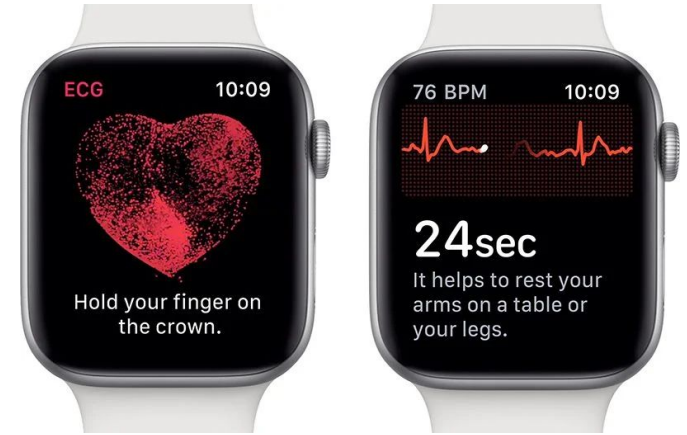 ECG 10:09
Hold your finger on
the crown.
76 BPM 10:09
24sec
It helps to rest your
arms on a table or
your legs.